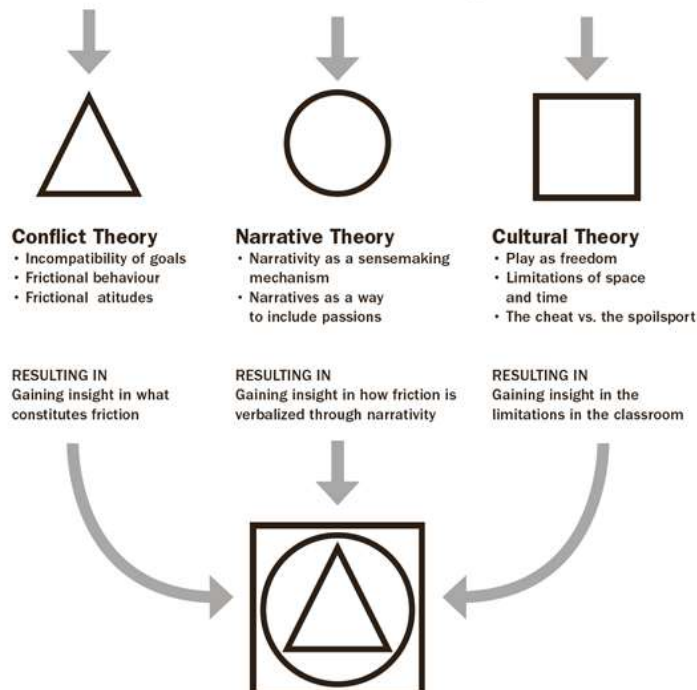 Conflict Theory
• Incompatibility of goals
• Frictional behaviour
• Frictional atitudes
RESULTING IN
Gaining insight in what
constitutes friction
Narrative Theory
• Narrativity as a sensemaking
mechanism
• Narratives as a way
to include passions
RESULTING IN
Gaining insight in how friction is
verbalized through narrativity
Cultural Theory
• Play as freedom
• Limitations of space
and time
• The cheat vs. the spoilsport
RESULTING IN
Gaining insight in the
limitations in the classroom